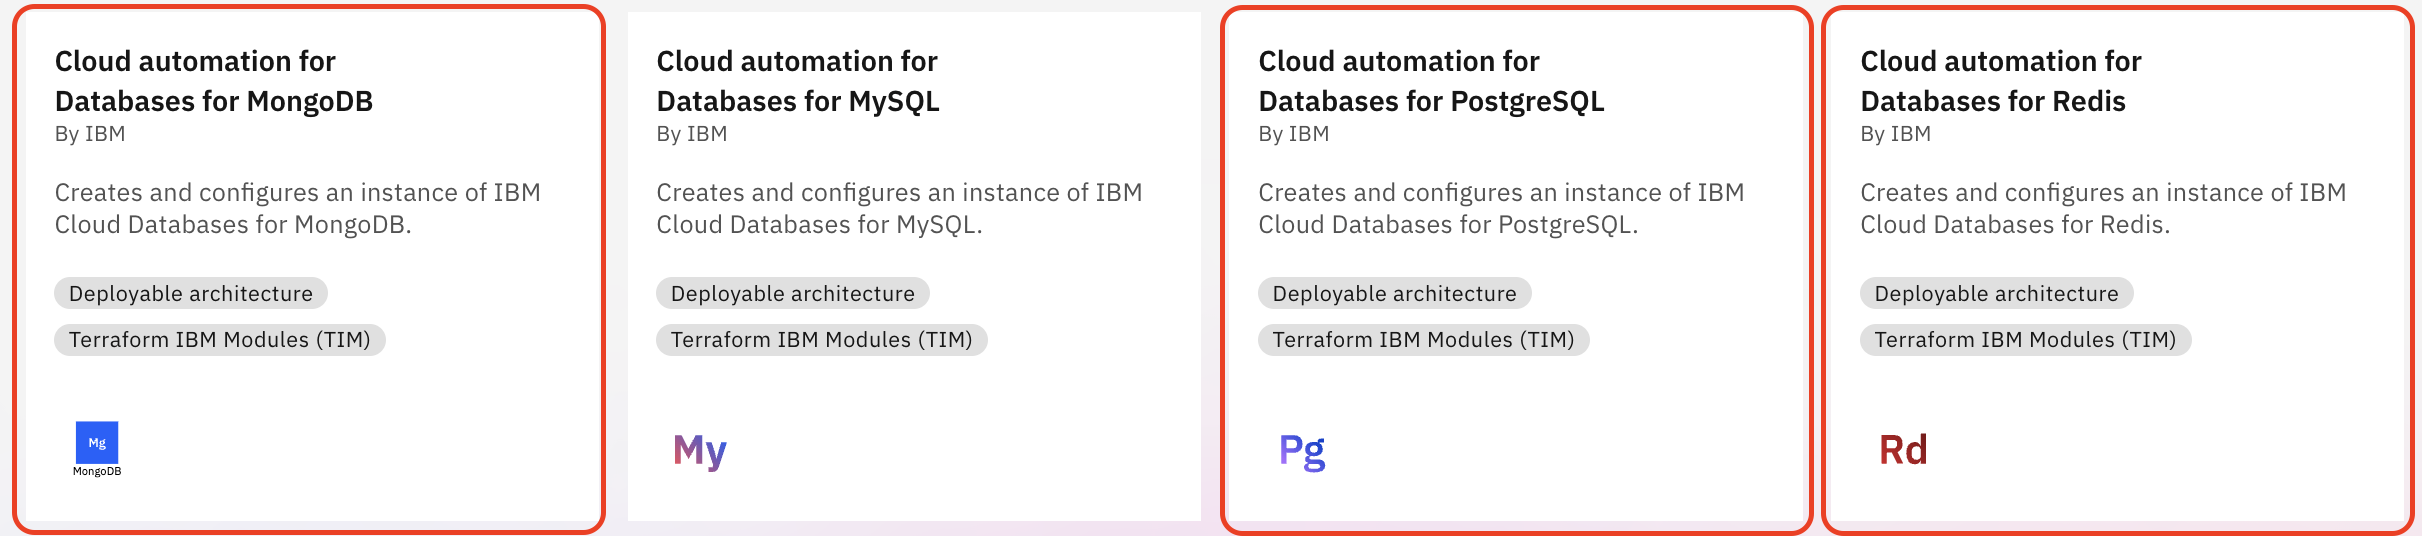 Cloud automation for
Databases for MongoDB
By IBM
Creates and configures an instance of IBM
Cloud Databases for MongoDB.
Deployable architecture
Terraform IBM Modules (TIM)
Mg
MongoDB
Cloud automation for
Databases for MySQL
By IBM
Creates and configures an instance of IBM
Cloud Databases for MySQL.
Deployable architecture
Terraform IBM Modules (TIM)
My
Cloud automation for
Databases for PostgreSQL
By IBM
Creates and configures an instance of IBM
Cloud Databases for PostgreSQL.
Deployable architecture
Terraform IBM Modules (TIM)
Pg
Cloud automation for
Databases for Redis
By IBM
Creates and configures an instance of IBM
Cloud Databases for Redis.
Deployable architecture
Terraform IBM Modules (TIM)
Rd